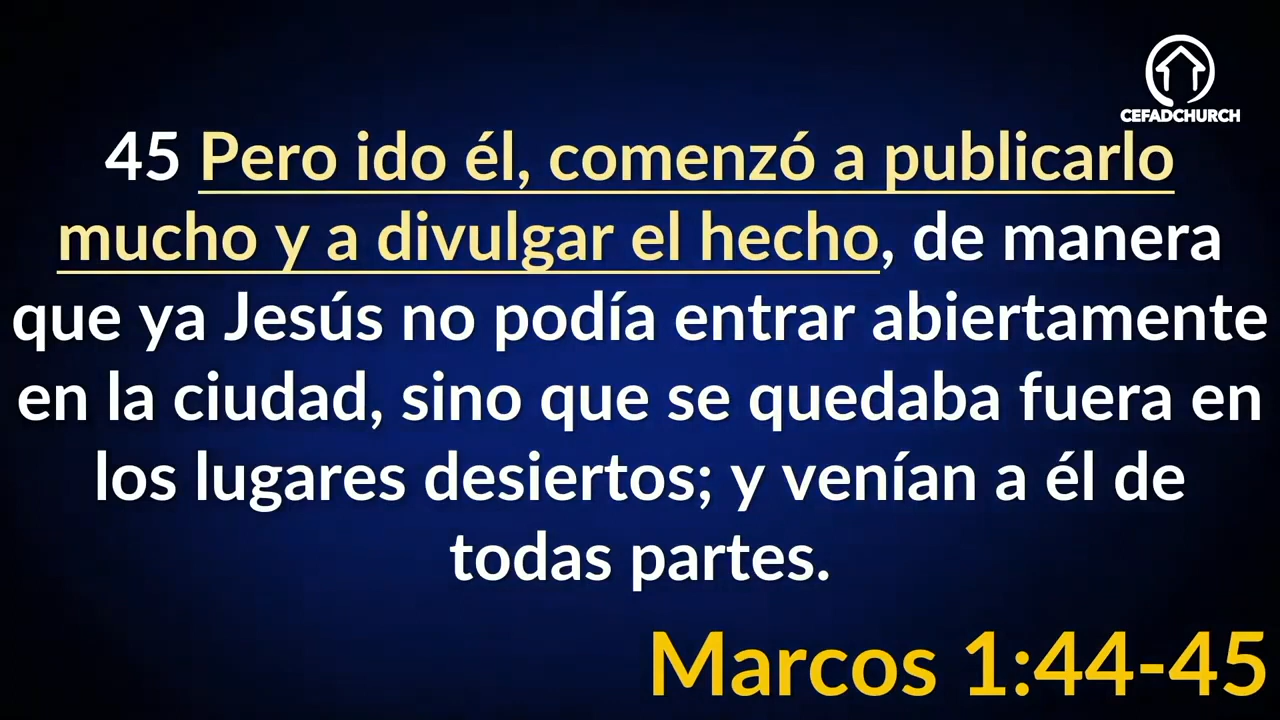 CEFADCHURCH
45 Pero ido él, comenzó a publicarlo
mucho y a divulgar el hecho, de manera
que ya Jesús no podía entrar abiertamente
en la ciudad, sino que se quedaba fuera en
los lugares desiertos; y venían a él de
todas partes.
Marcos 1:44-45